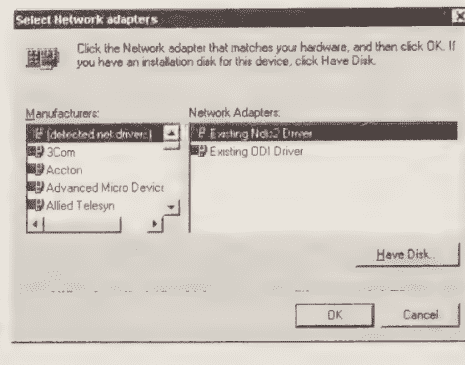 Select Network adapters
Click the Network adapter that matches your hardware, and then click OK. If
you have an installation disk for this device, click Have Disk.
Manufacturers:
Network Adapters:
(detected net drivers)
3Com
Accton
Advanced Micro Device
Allied Telesyn
Existing Ndis2 Driver
Existing ODI Driver
Have Disk...
OK
Cancel